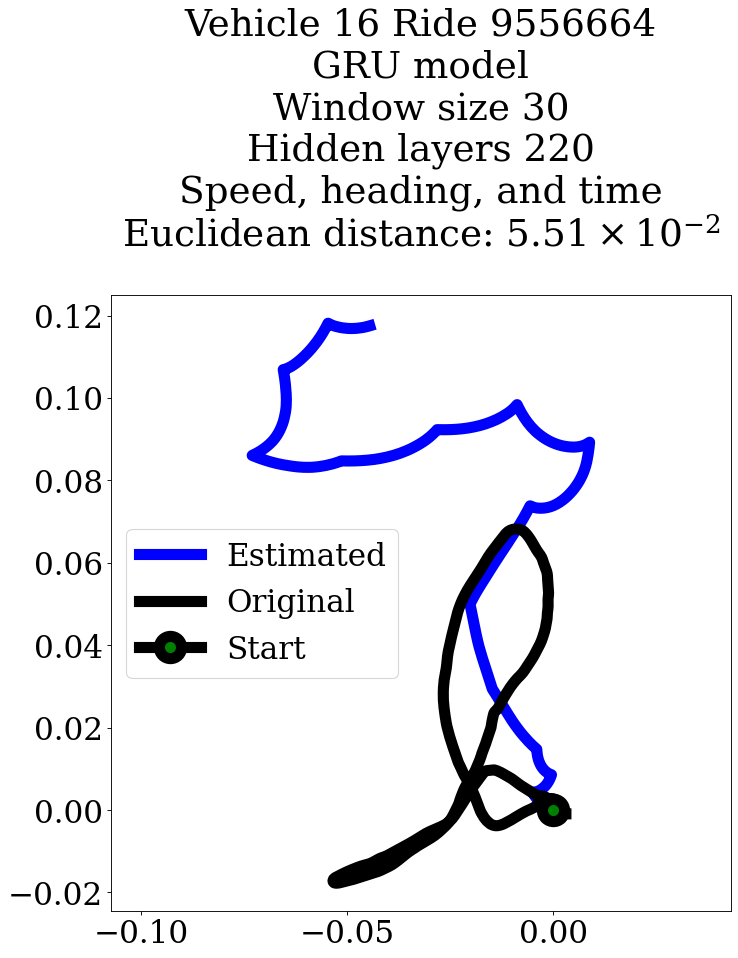 Vehicle 16 Ride 9556664
GRU model
Window size 30
Hidden layers 220
Speed, heading, and time
Euclidean distance: 5.51 × 10⁻²
0.12
0.10
0.08
0.06
0.04
0.02
0.00
−0.02
Estimated
Original
Start
−0.10
−0.05
0.00